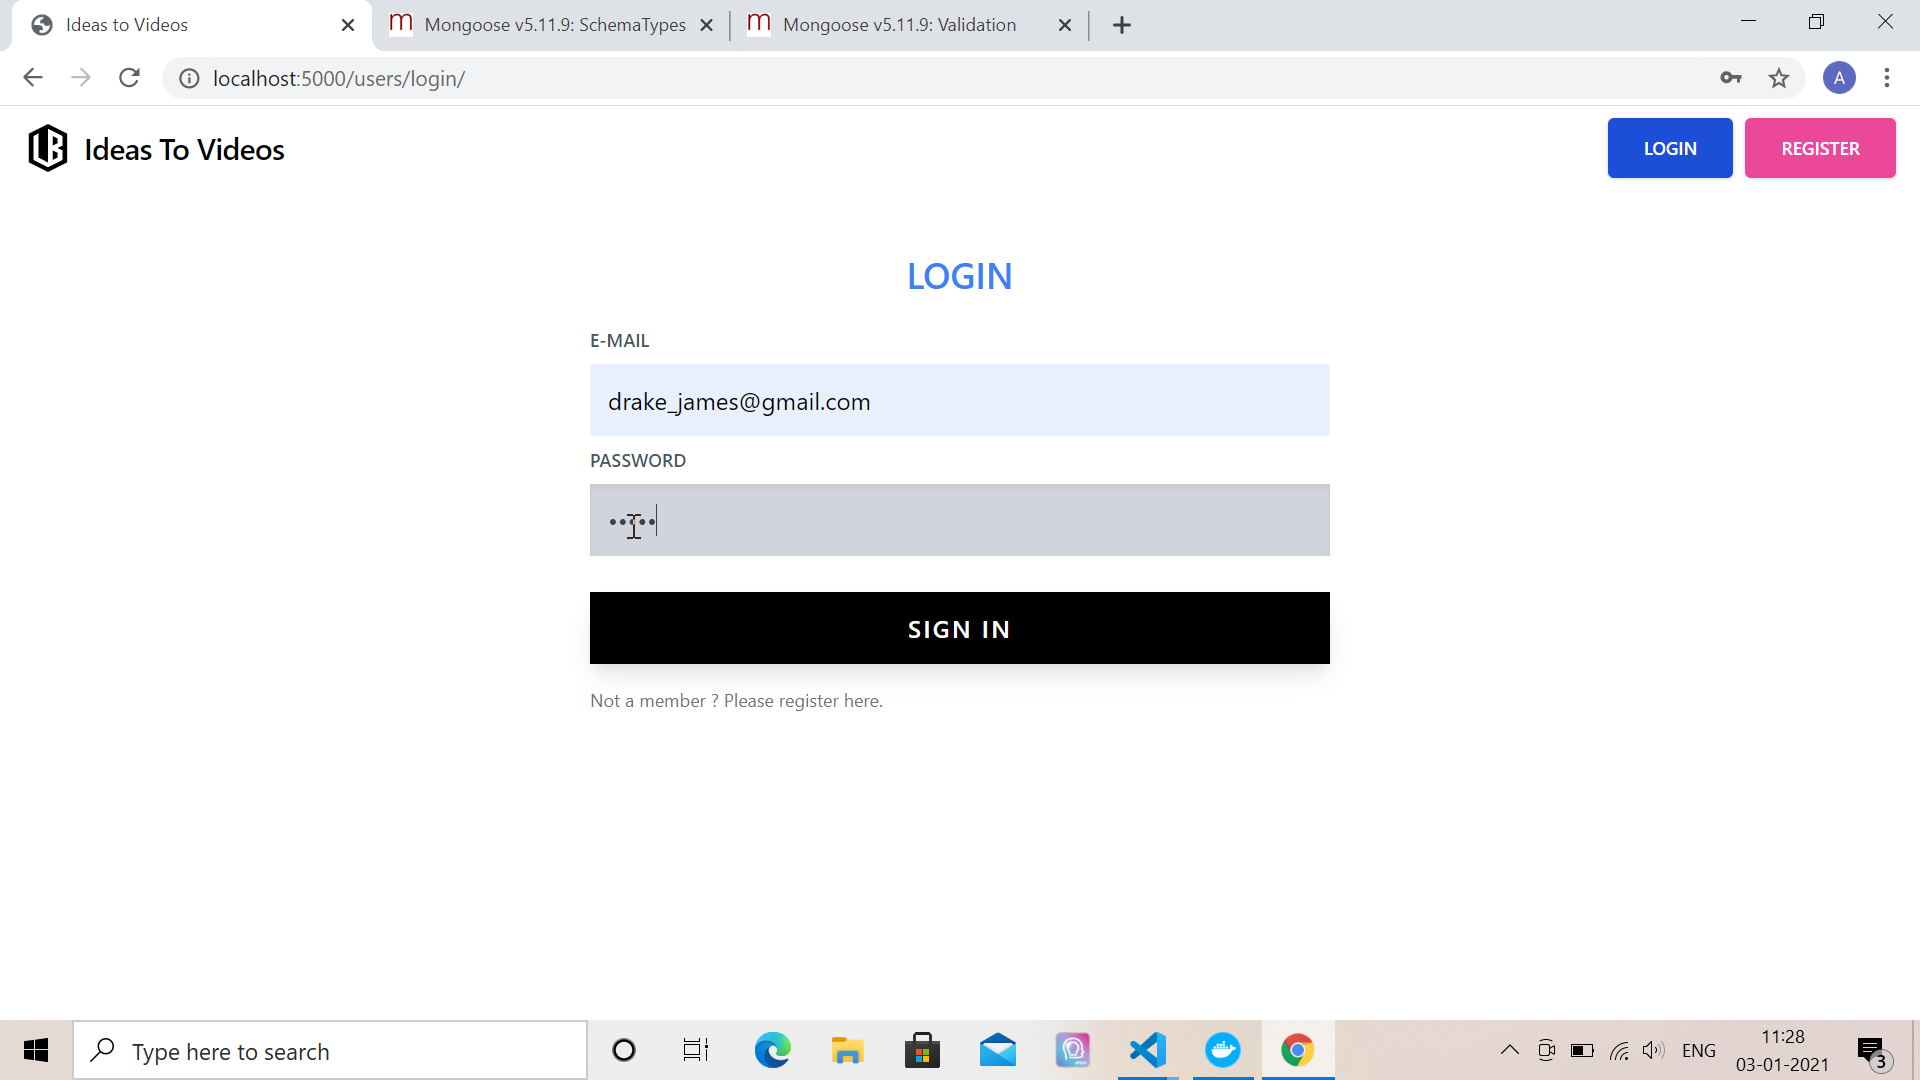 Ideas to Videos
Mongoose v5.11.9: SchemaTypes
Mongoose v5.11.9: Validation
localhost:5000/users/login/
A
Ideas To Videos
LOGIN
REGISTER
LOGIN
E-MAIL
drake_james@gmail.com
PASSWORD
•••••
SIGN IN
Not a member ? Please register here.
Type here to search
ENG
11:28
03-01-2021
3